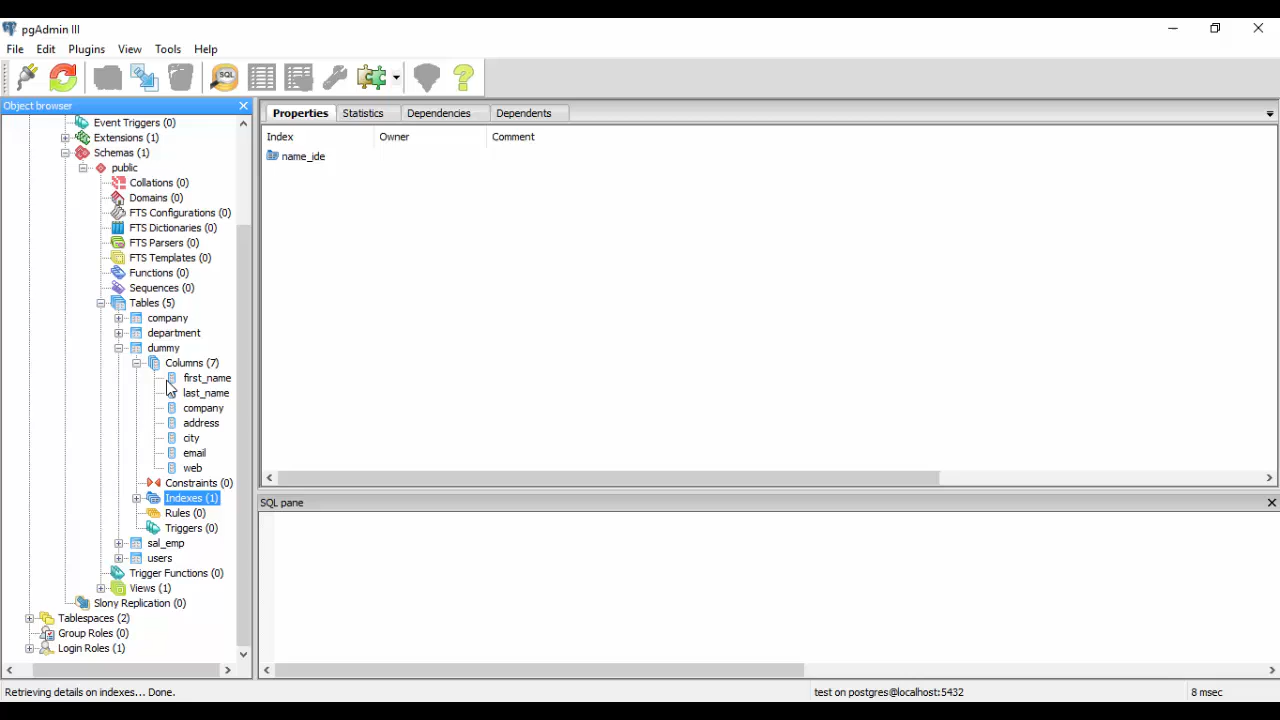 pgAdmin III
File Edit Plugins View Tools Help
SQL
Object browser
Event Triggers (0)
Extensions (1)
Schemas (1)
public
Collations (0)
Domains (0)
FTS Configurations (0)
FTS Dictionaries (0)
FTS Parsers (0)
FTS Templates (0)
Functions (0)
Sequences (0)
Tables (5)
company
department
dummy
Columns (7)
first_name
last_name
company
address
city
email
web
Constraints (0)
Indexes (1)
Rules (0)
Triggers (0)
sal_emp
users
Trigger Functions (0)
Views (1)
Slony Replication (0)
Tablespaces (2)
Group Roles (0)
Login Roles (1)
Properties Statistics Dependencies Dependents
Index Owner Comment
name_ide
SQL pane
Retrieving details on indexes... Done. test on postgres@localhost:5432 8 msec